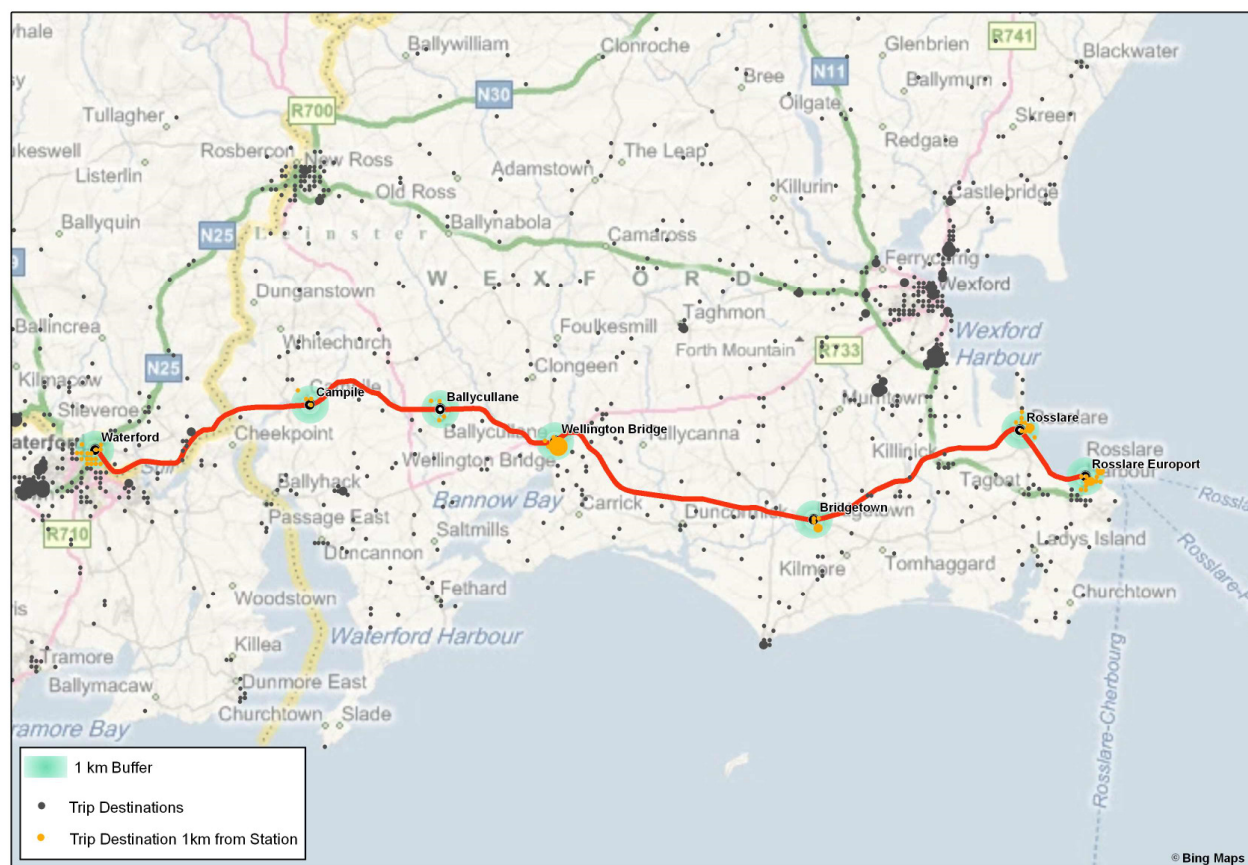 whale
Ballywilliam
Clonroche
R741
Glenbrien
Blackwater
sy
Bree
N11
Ballymurn
N30
R700
Oilgate
Tullagher
Skreen
Redgate
ukeswell
Rosbercon
New Ross
The Leap
Listerlin
Adamstown
Killurin
Castlebridge
Old Ross
Ballyquin
Ballynabola
N25
Leinster
Camaross
Ferrycarrig
9
WEXFORD
Wexford
Dunganstown
Taghmon
Ballincrea
Foulkesmill
Wexford
Harbour
Whitechurch
Forth Mountain
R733
N25
Clongeen
Kilmacow
Campile
Ballycullane
Murntown
Slieveroe
Rosslare
Waterford
Cheekpoint
Ballycullane
Wellington Bridge
Tullycanna
Killinick
Rosslare
Wellington Bridge
Rosslare Europort
Ballyhack
Tagoat
Bannow Bay
Bridgetown
Carrick
Duncormick
R710
Passage East
Saltmills
Duncannon
Ladys Island
Kilmore
Tomhaggard
Fethard
Churchtown
Woodstown
Waterford Harbour
Killea
Tramore
Ballymacaw
Dunmore East
Churchtown
Slade
ramore Bay
Rosslare-Cherbourg
1 km Buffer
Trip Destinations
Trip Destination 1km from Station
© Bing Maps